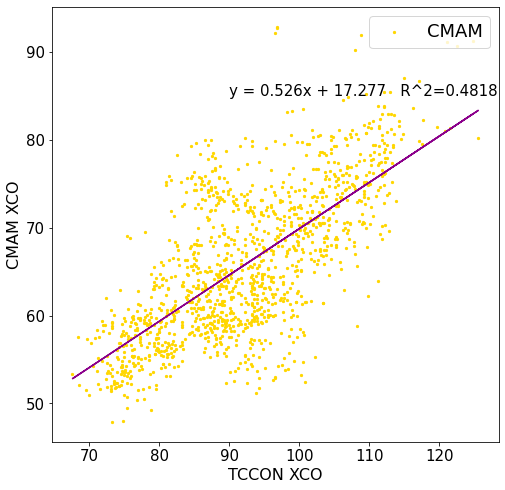 90
80
70
60
50
CMAM XCO
CMAM
y = 0.526x + 17.277   R^2=0.4818
70 80 90 100 110 120
TCCON XCO